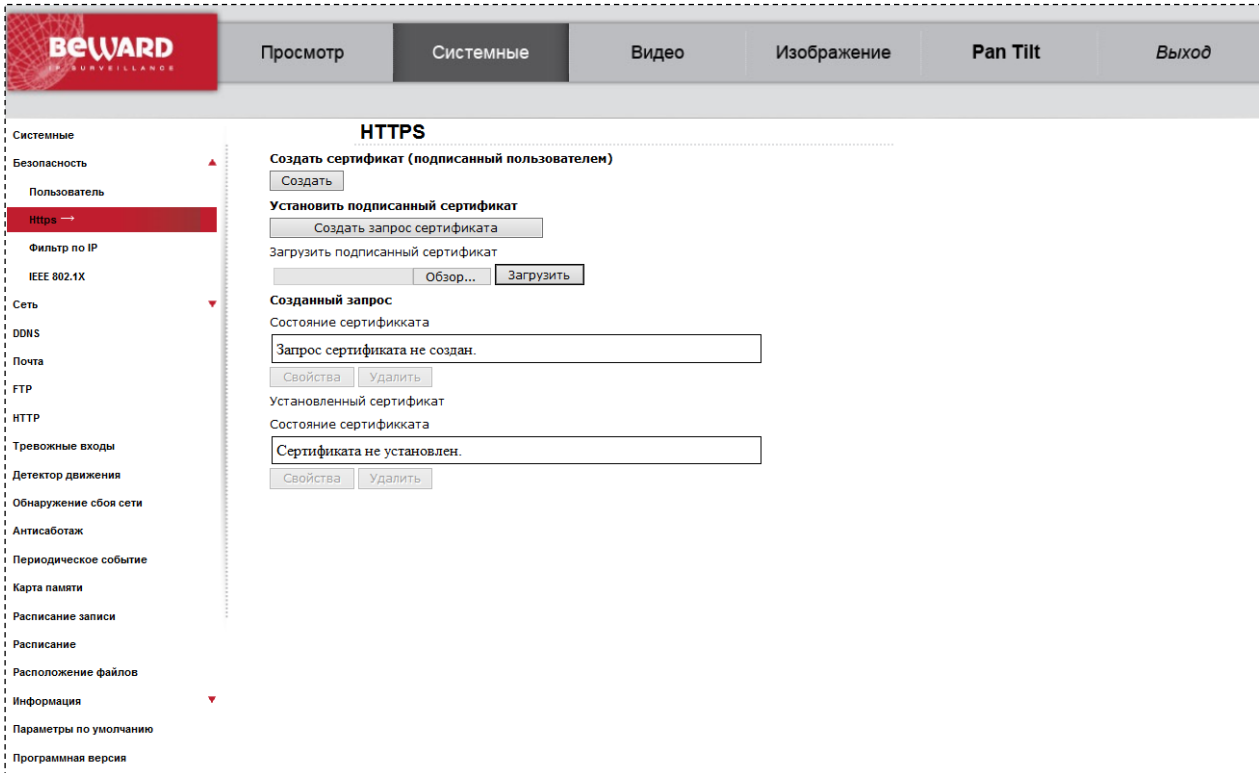 BEWARD
IP SURVEILLANCE
Просмотр
Системные
Видео
Изображение
Pan Tilt
Выход
Системные
Безопасность
Пользователь
Https →
Фильтр по IP
IEEE 802.1X
Сеть
DDNS
Почта
FTP
HTTP
Тревожные входы
Детектор движения
Обнаружение сбоя сети
Антисаботаж
Периодическое событие
Карта памяти
Расписание записи
Расписание
Расположение файлов
Информация
Параметры по умолчанию
Программная версия
HTTPS
Создать сертификат (подписанный пользователем)
Создать
Установить подписанный сертификат
Создать запрос сертификата
Загрузить подписанный сертификат
Обзор... Загрузить
Созданный запрос
Состояние сертификката
Запрос сертификата не создан.
Свойства Удалить
Установленный сертификат
Состояние сертификката
Сертификата не установлен.
Свойства Удалить